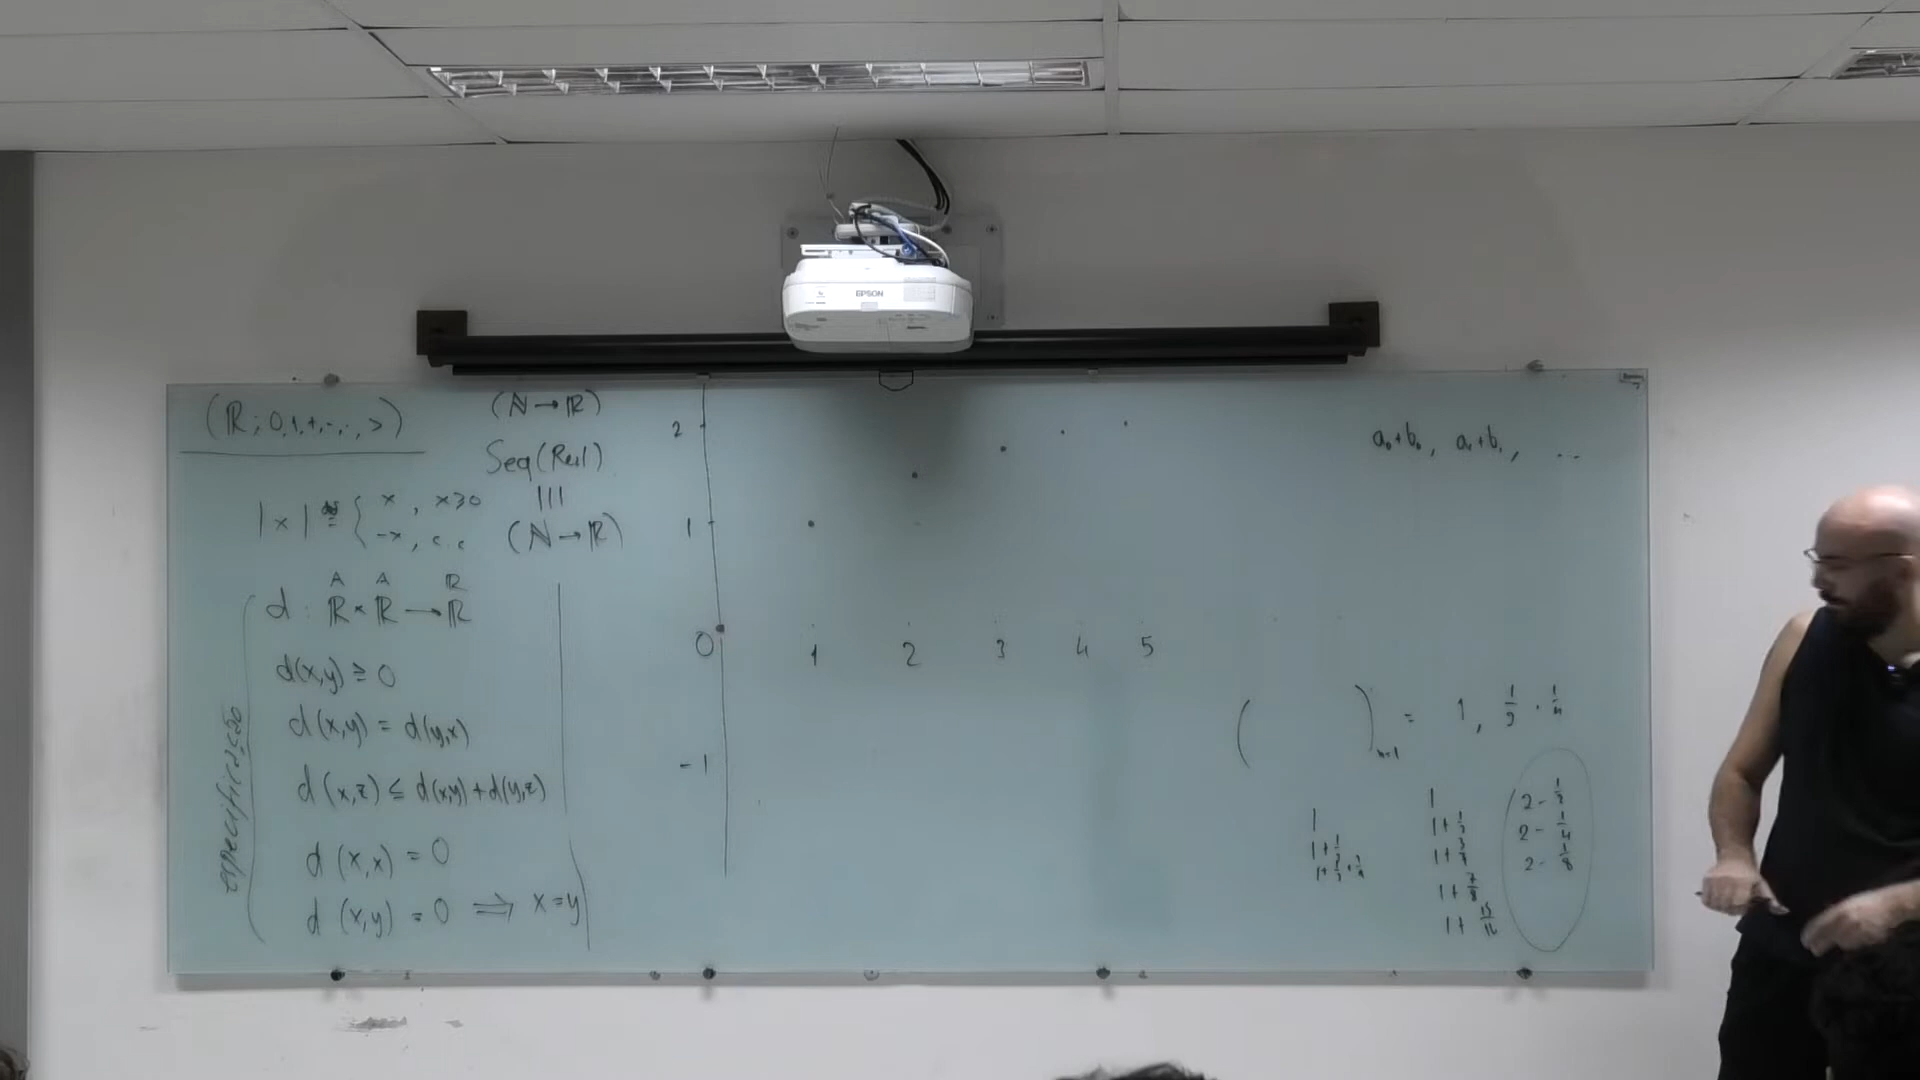 EPSON
(ℝ; 0, 1, +, -, ·, >)
|x| ≝ { x , x ≥ 0
-x , c.c
(ℕ → ℝ)
Seq(Real)
|||
(ℕ → ℝ)
especificação
A A ℝ
d : ℝ × ℝ → ℝ
d(x,y) ≥ 0
d(x,y) = d(y,x)
d(x,z) ≤ d(x,y) + d(y,z)
d(x,x) = 0
d(x,y) = 0 ⟹ x = y
2
1
0 1 2 3 4 5
-1
a₀+b₀, a₁+b₁, ...
( )ₙ₌₁ = 1, 1/2 , 1/4
1
1+1/2
1+1/2+1/4
1
1+1/2
1+3/4
1+7/8
1+15/16
2-1/2
2-1/4
2-1/8